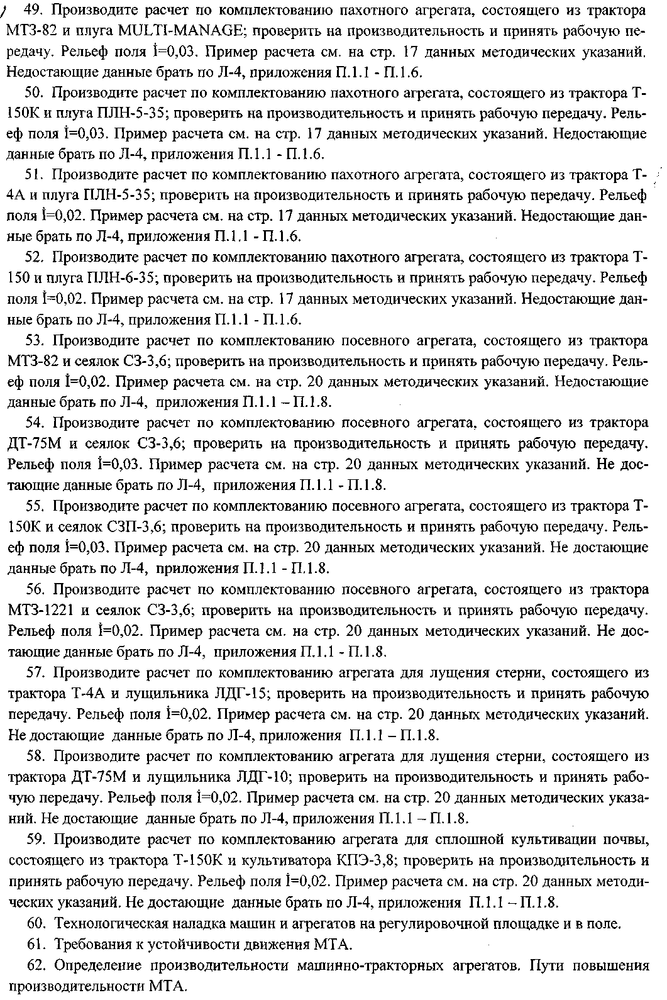 49. Производите расчет по комплектованию пахотного агрегата, состоящего из трактора
МТЗ-82 и плуга MULTI-MANAGE; проверить на производительность и принять рабочую пе-
редачу. Рельеф поля i=0,03. Пример расчета см. на стр. 17 данных методических указаний.
Недостающие данные брать по Л-4, приложения П.1.1 - П.1.6.
50. Производите расчет по комплектованию пахотного агрегата, состоящего из трактора Т-
150К и плуга ПЛН-5-35; проверить на производительность и принять рабочую передачу. Рель-
еф поля i=0,03. Пример расчета см. на стр. 17 данных методических указаний. Недостающие
данные брать по Л-4, приложения П.1.1 - П.1.6.
51. Производите расчет по комплектованию пахотного агрегата, состоящего из трактора Т-
4А и плуга ПЛН-5-35; проверить на производительность и принять рабочую передачу. Рельеф
поля i=0,02. Пример расчета см. на стр. 17 данных методических указаний. Недостающие дан-
ные брать по Л-4, приложения П.1.1 - П.1.6.
52. Производите расчет по комплектованию пахотного агрегата, состоящего из трактора Т-
150 и плуга ПЛН-6-35; проверить на производительность и принять рабочую передачу. Рельеф
поля i=0,02. Пример расчета см. на стр. 17 данных методических указаний. Недостающие дан-
ные брать по Л-4, приложения П.1.1 - П.1.6.
53. Производите расчет по комплектованию посевного агрегата, состоящего из трактора
МТЗ-82 и сеялок СЗ-3,6; проверить на производительность и принять рабочую передачу. Рель-
еф поля i=0,02. Пример расчета см. на стр. 20 данных методических указаний. Недостающие
данные брать по Л-4, приложения П.1.1 – П.1.8.
54. Производите расчет по комплектованию посевного агрегата, состоящего из трактора
ДТ-75М и сеялок СЗ-3,6; проверить на производительность и принять рабочую передачу.
Рельеф поля i=0,03. Пример расчета см. на стр. 20 данных методических указаний. Не дос-
тающие данные брать по Л-4, приложения П.1.1 - П.1.8.
55. Производите расчет по комплектованию посевного агрегата, состоящего из трактора Т-
150К и сеялок СЗП-3,6; проверить на производительность и принять рабочую передачу. Рель-
еф поля i=0,03. Пример расчета см. на стр. 20 данных методических указаний. Не достающие
данные брать по Л-4, приложения П.1.1 - П.1.8.
56. Производите расчет по комплектованию посевного агрегата, состоящего из трактора
МТЗ-1221 и сеялок СЗ-3,6; проверить на производительность и принять рабочую передачу.
Рельеф поля i=0,02. Пример расчета см. на стр. 20 данных методических указаний. Не дос-
тающие данные брать по Л-4, приложения П.1.1 - П.1.8.
57. Производите расчет по комплектованию агрегата для лущения стерни, состоящего из
трактора Т-4А и лущильника ЛДГ-15; проверить на производительность и принять рабочую
передачу. Рельеф поля i=0,02. Пример расчета см. на стр. 20 данных методических указаний.
Не достающие данные брать по Л-4, приложения П.1.1 – П.1.8.
58. Производите расчет по комплектованию агрегата для лущения стерни, состоящего из
трактора ДТ-75М и лущильника ЛДГ-10; проверить на производительность и принять рабо-
чую передачу. Рельеф поля i=0,02. Пример расчета см. на стр. 20 данных методических указа-
ний. Не достающие данные брать по Л-4, приложения П.1.1 – П.1.8.
59. Производите расчет по комплектованию агрегата для сплошной культивации почвы,
состоящего из трактора Т-150К и культиватора КПЭ-3,8; проверить на производительность и
принять рабочую передачу. Рельеф поля i=0,02. Пример расчета см. на стр. 20 данных методи-
ческих указаний. Не достающие данные брать по Л-4, приложения П.1.1 – П.1.8.
60. Технологическая наладка машин и агрегатов на регулировочной площадке и в поле.
61. Требования к устойчивости движения МТА.
62. Определение производительности машинно-тракторных агрегатов. Пути повышения
производительности МТА.